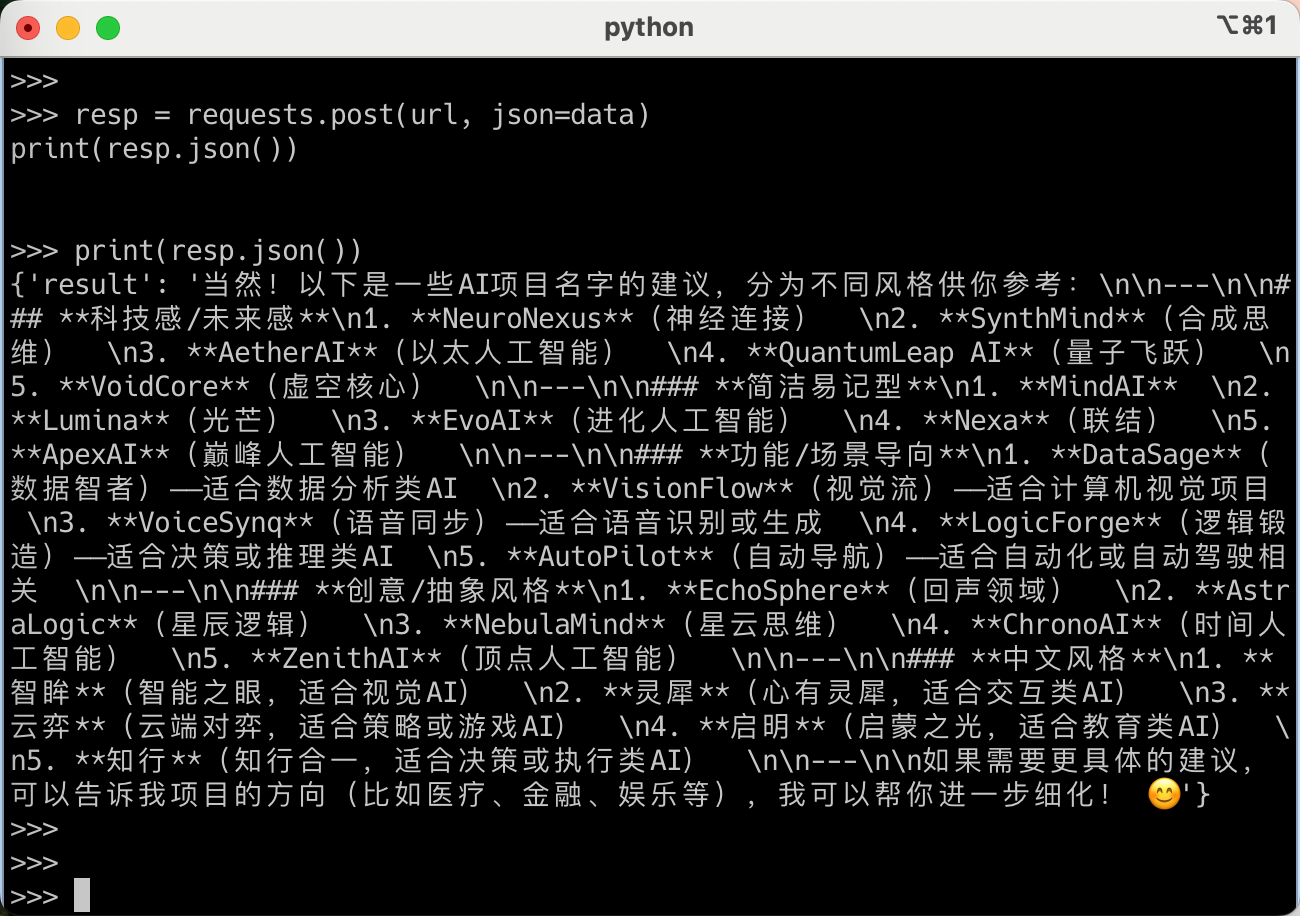 python
⌥⌘1
>>>
>>> resp = requests.post(url, json=data)
print(resp.json())
>>> print(resp.json())
{'result': '当然！以下是一些AI项目名字的建议，分为不同风格供你参考：\n\n---\n\n#
## **科技感/未来感**\n1. **NeuroNexus**（神经连接）  \n2. **SynthMind**（合成思
维）  \n3. **AetherAI**（以太人工智能）  \n4. **QuantumLeap AI**（量子飞跃）  \n
5. **VoidCore**（虚空核心）  \n\n---\n\n### **简洁易记型**\n1. **MindAI**  \n2.
**Lumina**（光芒）  \n3. **EvoAI**（进化人工智能）  \n4. **Nexa**（联结）  \n5.
**ApexAI**（巅峰人工智能）  \n\n---\n\n### **功能/场景导向**\n1. **DataSage**（
数据智者）——适合数据分析类AI  \n2. **VisionFlow**（视觉流）——适合计算机视觉项目
 \n3. **VoiceSynq**（语音同步）——适合语音识别或生成  \n4. **LogicForge**（逻辑锻
造）——适合决策或推理类AI  \n5. **AutoPilot**（自动导航）——适合自动化或自动驾驶相
关  \n\n---\n\n### **创意/抽象风格**\n1. **EchoSphere**（回声领域）  \n2. **Astr
aLogic**（星辰逻辑）  \n3. **NebulaMind**（星云思维）  \n4. **ChronoAI**（时间人
工智能）  \n5. **ZenithAI**（顶点人工智能）  \n\n---\n\n### **中文风格**\n1. **
智眸**（智能之眼，适合视觉AI）  \n2. **灵犀**（心有灵犀，适合交互类AI）  \n3. **
云弈**（云端对弈，适合策略或游戏AI）  \n4. **启明**（启蒙之光，适合教育类AI）  \
n5. **知行**（知行合一，适合决策或执行类AI）  \n\n---\n\n如果需要更具体的建议，
可以告诉我项目的方向（比如医疗、金融、娱乐等），我可以帮你进一步细化！ 😊'}
>>>
>>>
>>>